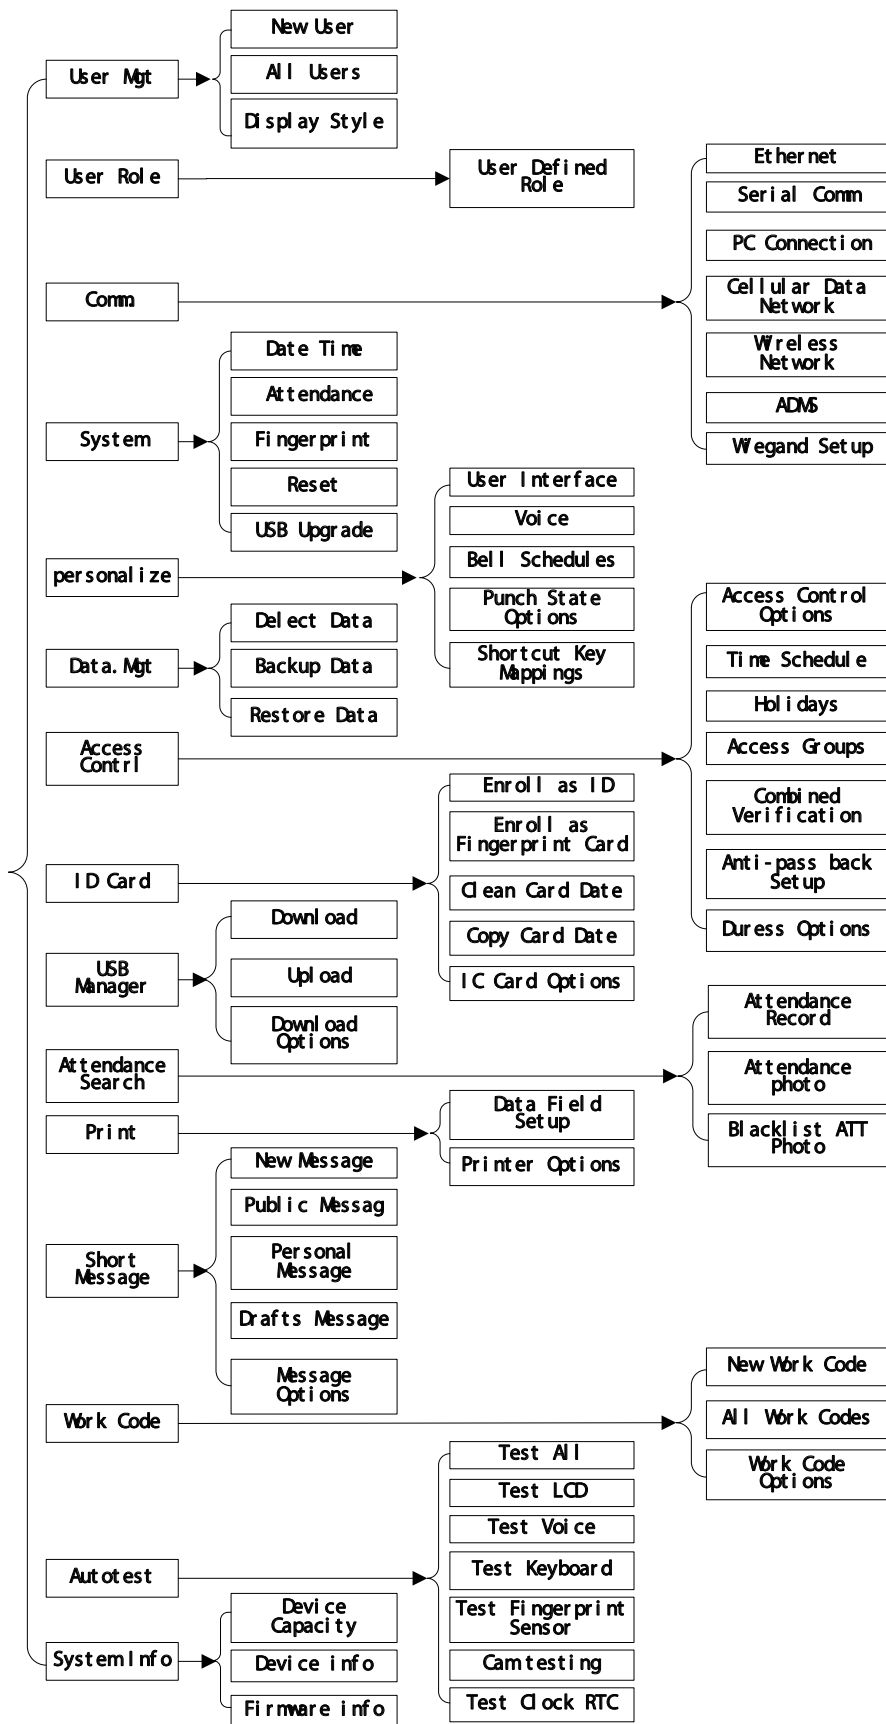 User Mgt
New User
All Users
Display Style
User Role
User Defined
Role
Comm.
Ethernet
Serial Comm
PC Connection
Cellular Data
Network
Wireless
Network
ADMS
Wiegand Setup
System
Date Time
Attendance
Fingerprint
Reset
USB Upgrade
personalize
User Interface
Voice
Bell Schedules
Punch State
Options
Shortcut Key
Mappings
Data.Mgt
Delect Data
Backup Data
Restore Data
Access
Contrl
Access Control
Options
Time Schedule
Holidays
Access Groups
Combined
Verification
Anti-pass back
Setup
Duress Options
ID Card
Enroll as ID
Enroll as
Fingerprint Card
Clean Card Date
Copy Card Date
IC Card Options
USB
Manager
Download
Upload
Download
Options
Attendance
Search
Attendance
Record
Attendance
photo
Blacklist ATT
Photo
Print
Data Field
Setup
Printer Options
Short
Message
New Message
Public Messag
Personal
Message
Drafts Message
Message
Options
Work Code
New Work Code
All Work Codes
Work Code
Options
Autotest
Test All
Test LCD
Test Voice
Test Keyboard
Test Fingerprint
Sensor
Camtesting
Test Clock RTC
System Info
Device
Capacity
Device info
Firmware info